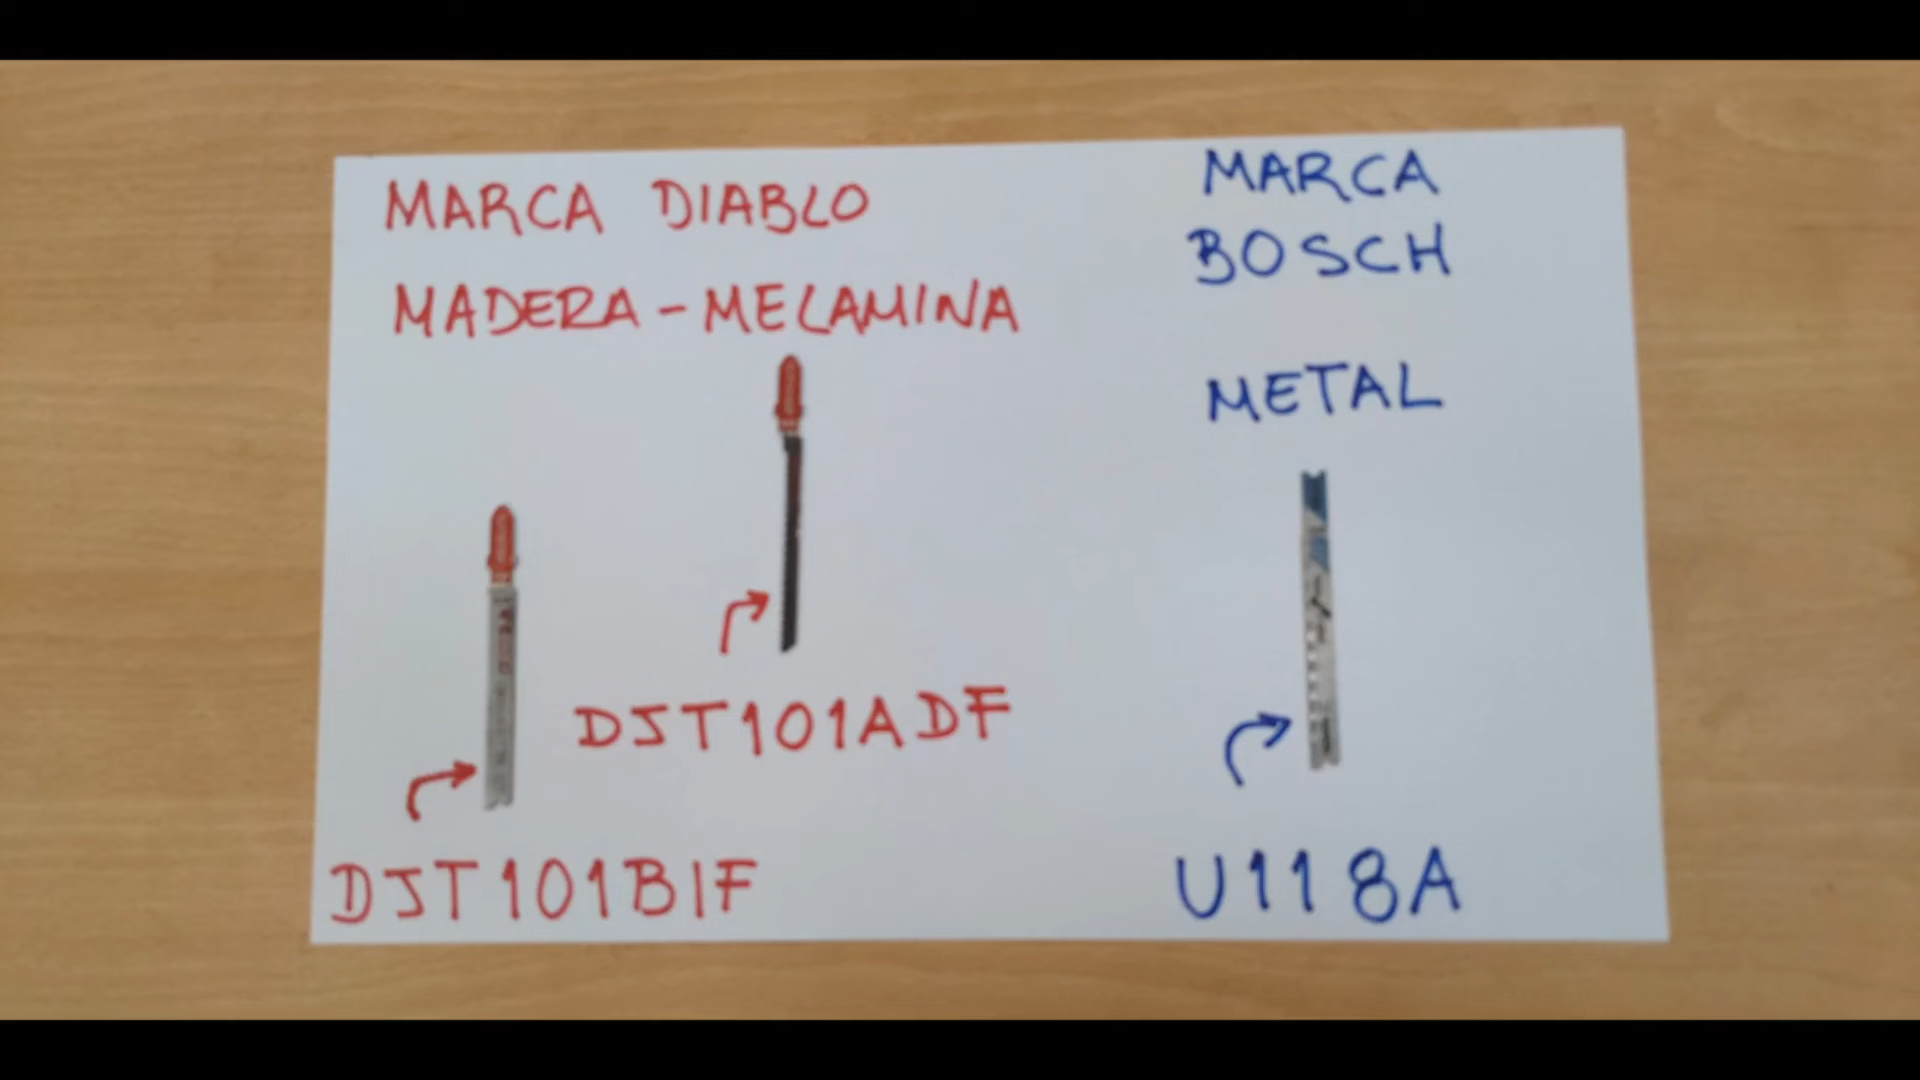 MARCA DIABLO
MADERA - MELAMINA
DJT101ADF
DJT101BIF
MARCA
BOSCH
METAL
U118A